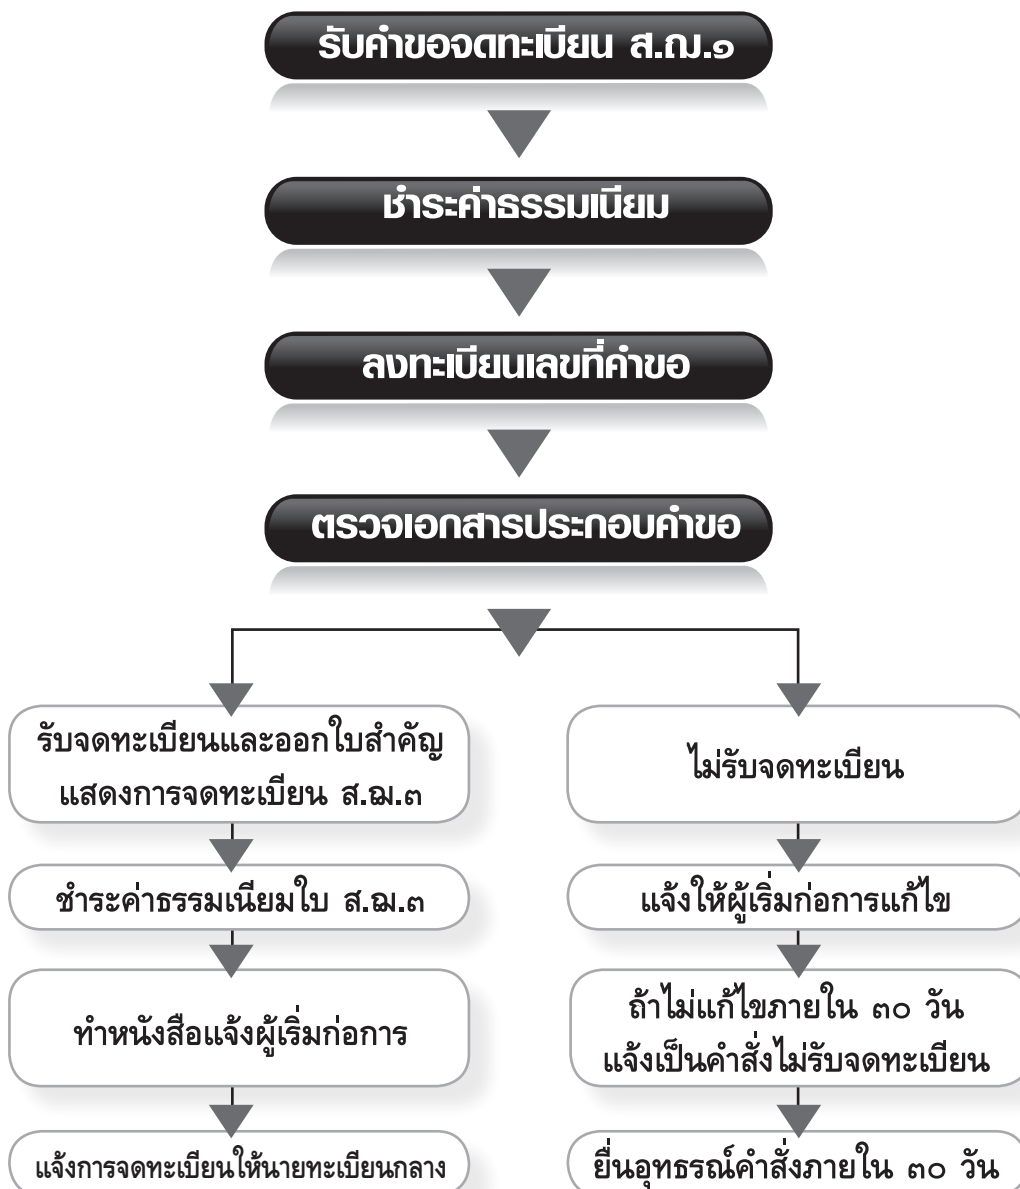 รับคำขอจดทะเบียน ส.ฌ.๑
ชำระค่าธรรมเนียม
ลงทะเบียนเลขที่คำขอ
ตรวจเอกสารประกอบคำขอ
รับจดทะเบียนและออกใบสำคัญ
แสดงการจดทะเบียน ส.ฌ.๓
ชำระค่าธรรมเนียมใบ ส.ฌ.๓
ทำหนังสือแจ้งผู้เริ่มก่อการ
แจ้งการจดทะเบียนให้นายทะเบียนกลาง
ไม่รับจดทะเบียน
แจ้งให้ผู้เริ่มก่อการแก้ไข
ถ้าไม่แก้ไขภายใน ๓๐ วัน
แจ้งเป็นคำสั่งไม่รับจดทะเบียน
ยื่นอุทธรณ์คำสั่งภายใน ๓๐ วัน